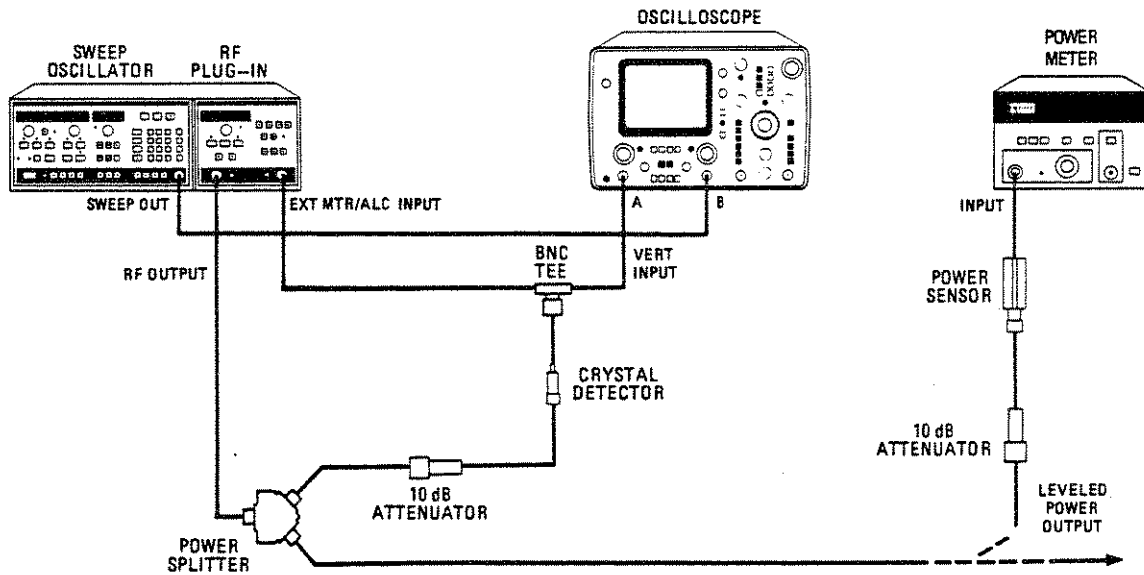 OSCILLOSCOPE
SWEEP
OSCILLATOR
RF
PLUG-IN
POWER
METER
SWEEP OUT
EXT MTR/ALC INPUT
A
B
INPUT
RF OUTPUT
BNC
TEE
VERT
INPUT
POWER
SENSOR
CRYSTAL
DETECTOR
10 dB
ATTENUATOR
10 dB
ATTENUATOR
LEVELED
POWER
OUTPUT
POWER
SPLITTER